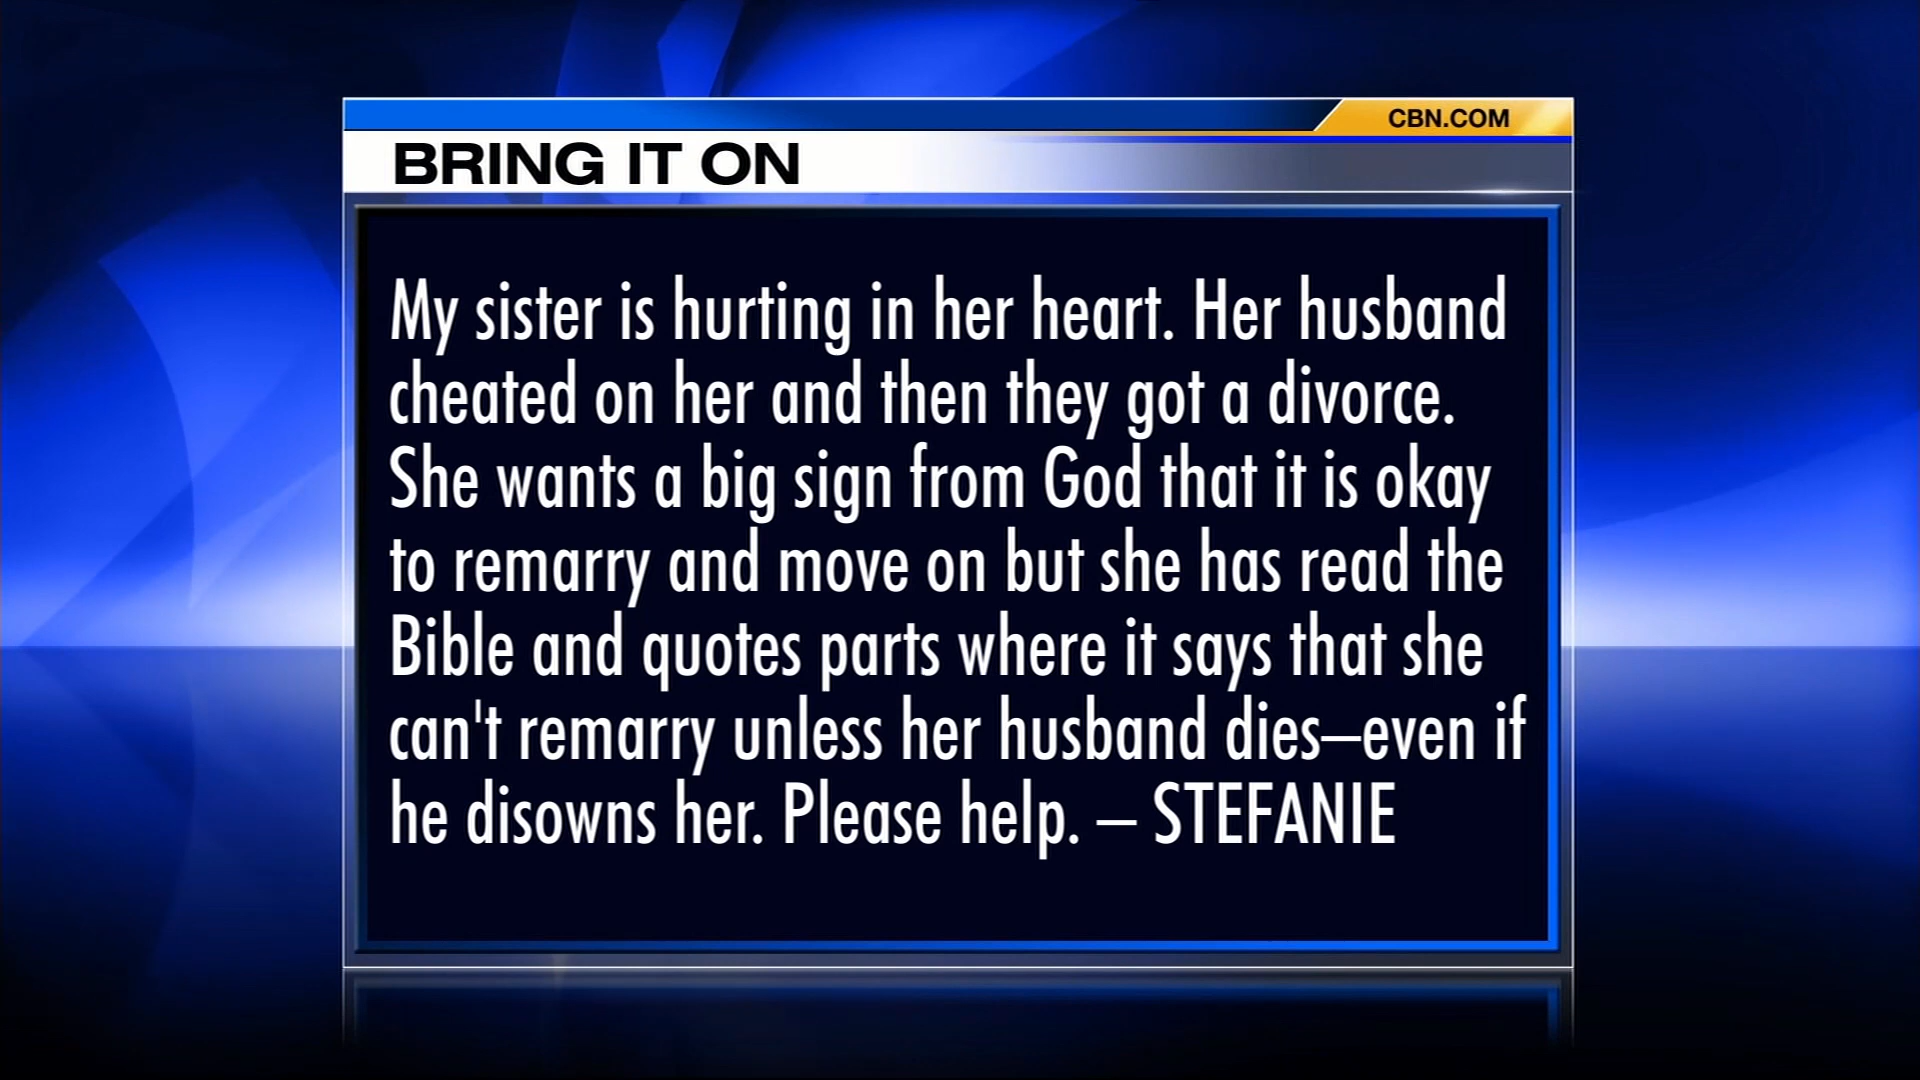 CBN.COM
BRING IT ON
My sister is hurting in her heart. Her husband
cheated on her and then they got a divorce.
She wants a big sign from God that it is okay
to remarry and move on but she has read the
Bible and quotes parts where it says that she
can't remarry unless her husband dies–even if
he disowns her. Please help. – STEFANIE